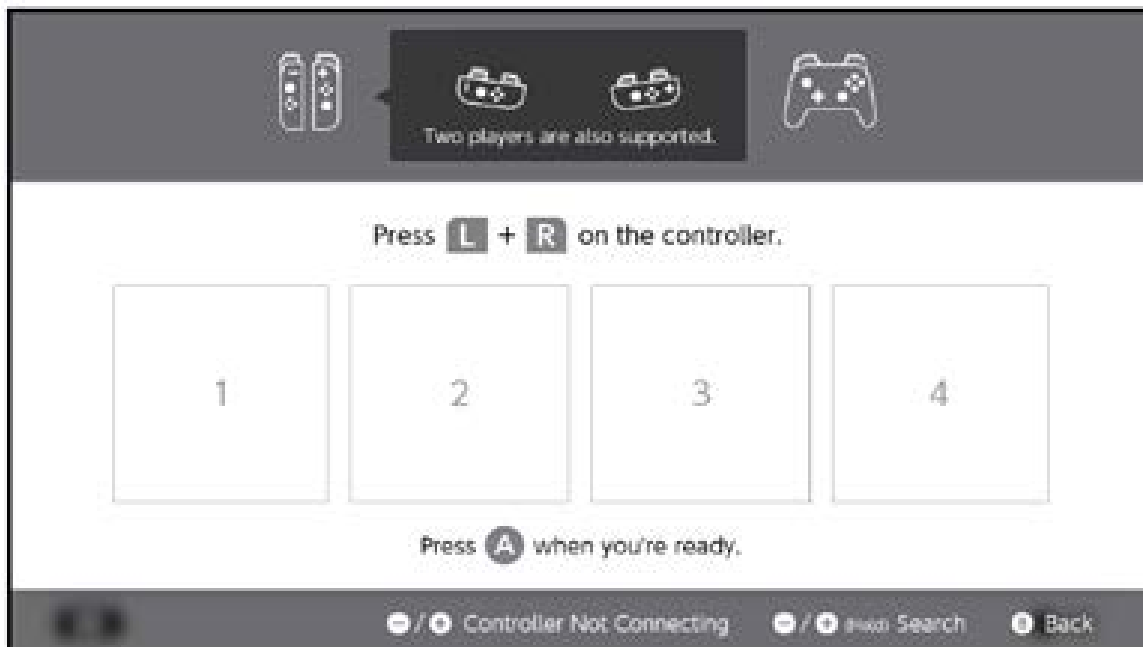 Two players are also supported.
Press L + R on the controller.
1 2 3 4
Press A when you're ready.
−/+ Controller Not Connecting −/+ (Hold) Search B Back